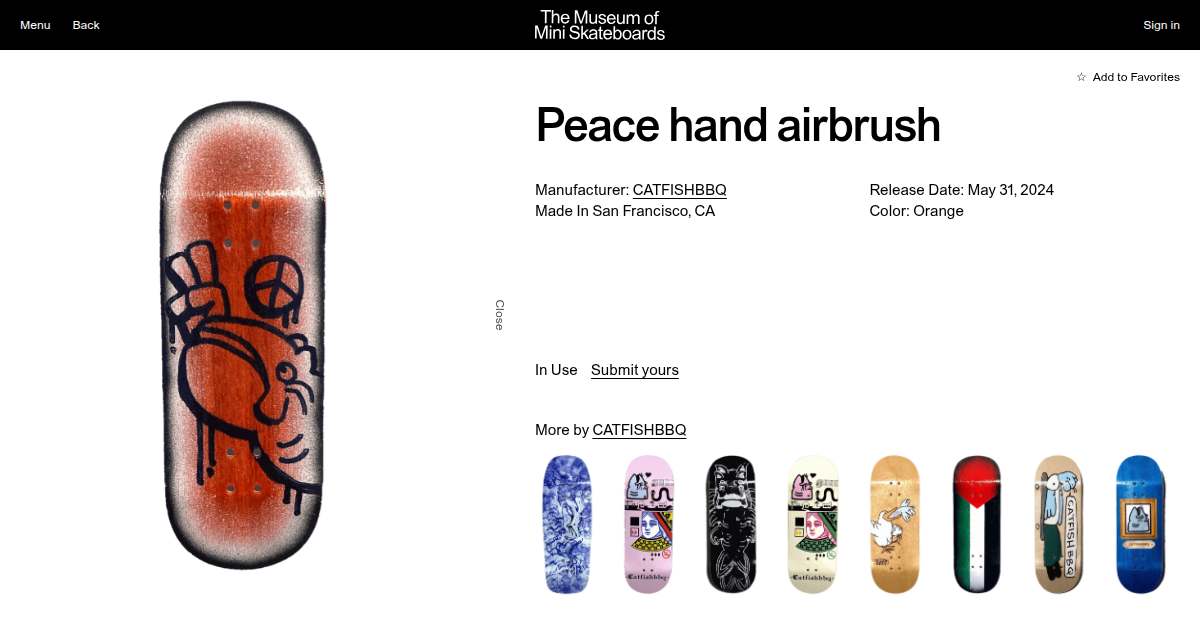 Menu
Back
The Museum of
Mini Skateboards
Sign in
☆ Add to Favorites
Peace hand airbrush
Manufacturer: CATFISHBBQ
Made In San Francisco, CA
Release Date: May 31, 2024
Color: Orange
Close
In Use Submit yours
More by CATFISHBBQ
Catfishbbq
Catfishbbq
CATFISH BBQ